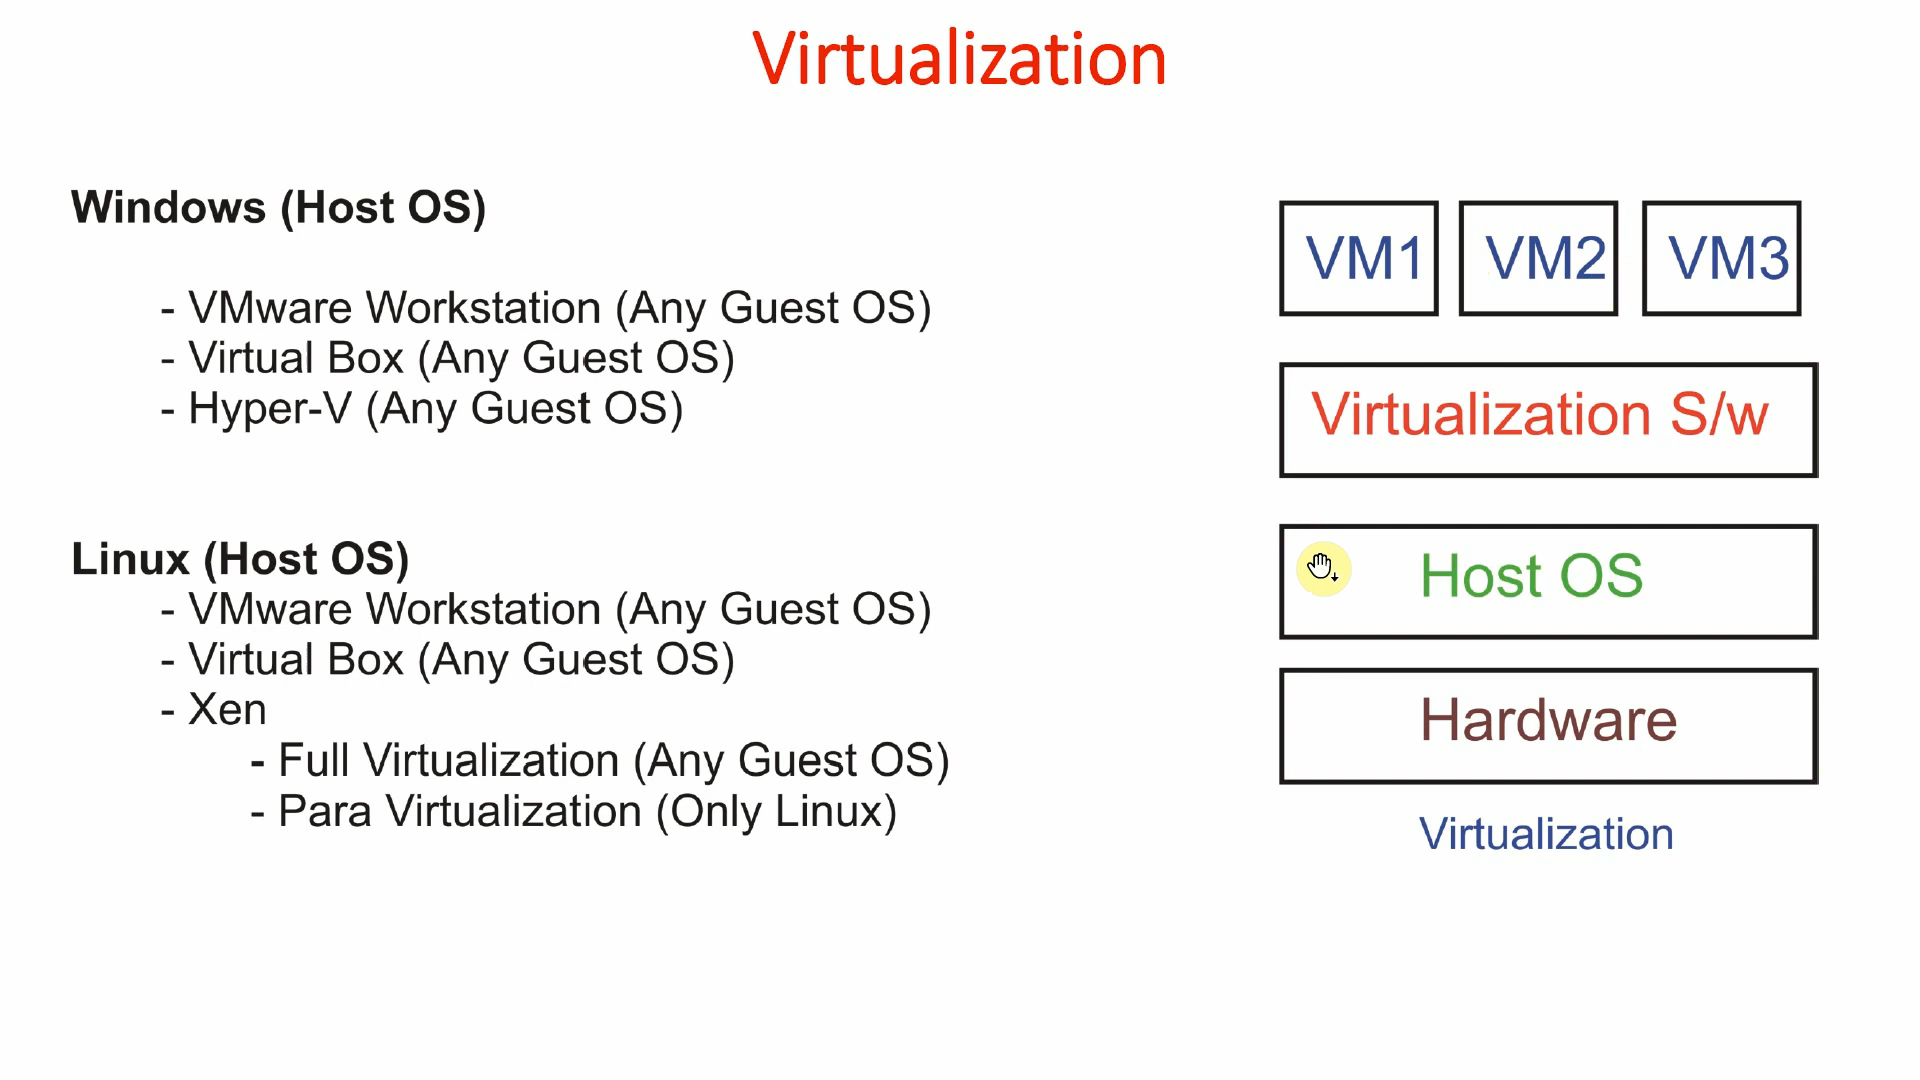 Virtualization
Windows (Host OS)
- VMware Workstation (Any Guest OS)
- Virtual Box (Any Guest OS)
- Hyper-V (Any Guest OS)
Linux (Host OS)
- VMware Workstation (Any Guest OS)
- Virtual Box (Any Guest OS)
- Xen
- Full Virtualization (Any Guest OS)
- Para Virtualization (Only Linux)
VM1 VM2 VM3
Virtualization S/w
Host OS
Hardware
Virtualization